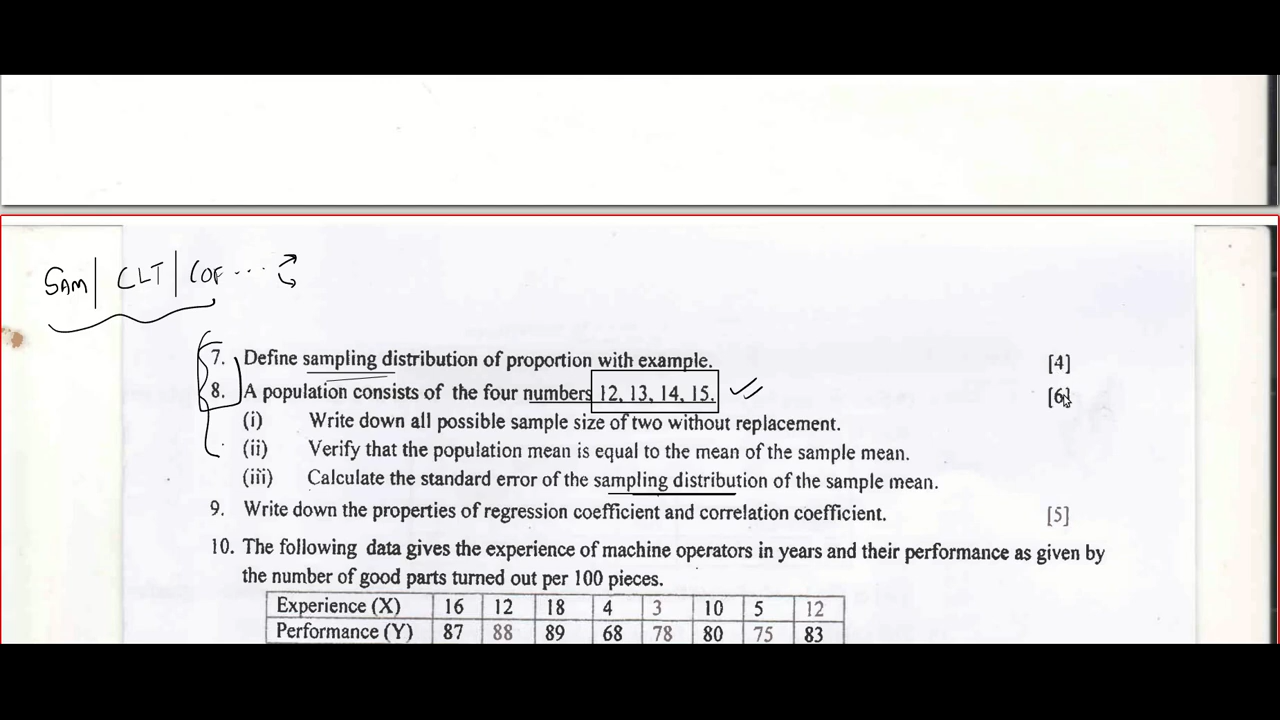 SAM | CLT | COF ...
7. Define sampling distribution of proportion with example. [4]
8. A population consists of the four numbers 12, 13, 14, 15. [6]
(i) Write down all possible sample size of two without replacement.
(ii) Verify that the population mean is equal to the mean of the sample mean.
(iii) Calculate the standard error of the sampling distribution of the sample mean.
9. Write down the properties of regression coefficient and correlation coefficient. [5]
10. The following data gives the experience of machine operators in years and their performance as given by
the number of good parts turned out per 100 pieces.
Experience (X) 16 12 18 4 3 10 5 12
Performance (Y) 87 88 89 68 78 80 75 83